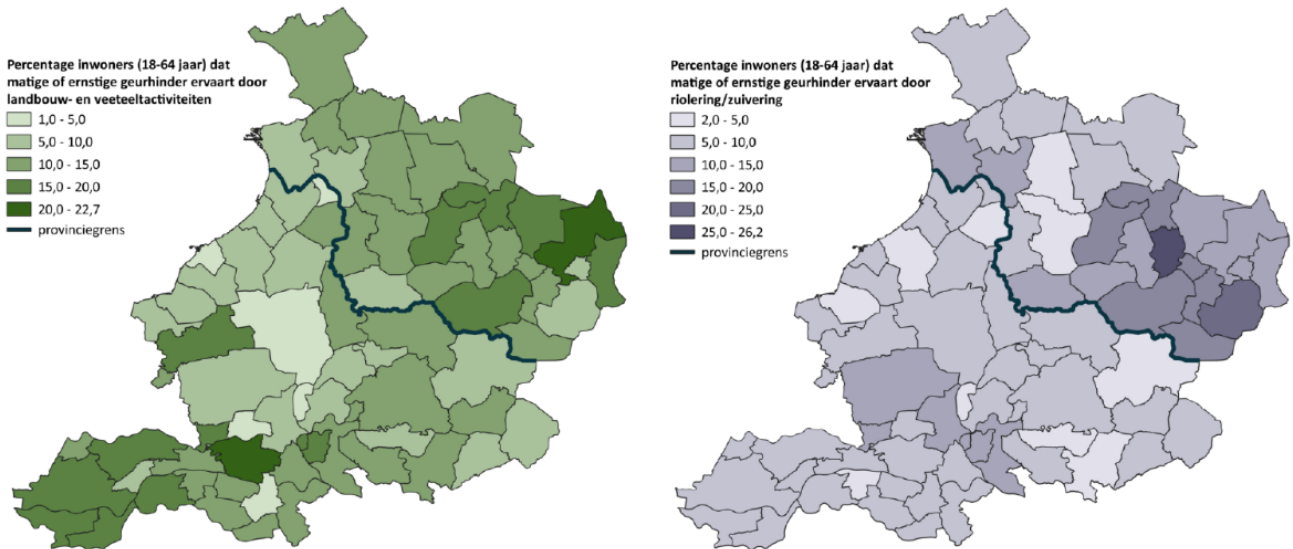 Percentage inwoners (18-64 jaar) dat
matige of ernstige geurhinder ervaart door
landbouw- en veeteeltactiviteiten
1,0 - 5,0
5,0 - 10,0
10,0 - 15,0
15,0 - 20,0
20,0 - 22,7
provinciegrens
Percentage inwoners (18-64 jaar) dat
matige of ernstige geurhinder ervaart door
riolering/zuivering
2,0 - 5,0
5,0 - 10,0
10,0 - 15,0
15,0 - 20,0
20,0 - 25,0
25,0 - 26,2
provinciegrens